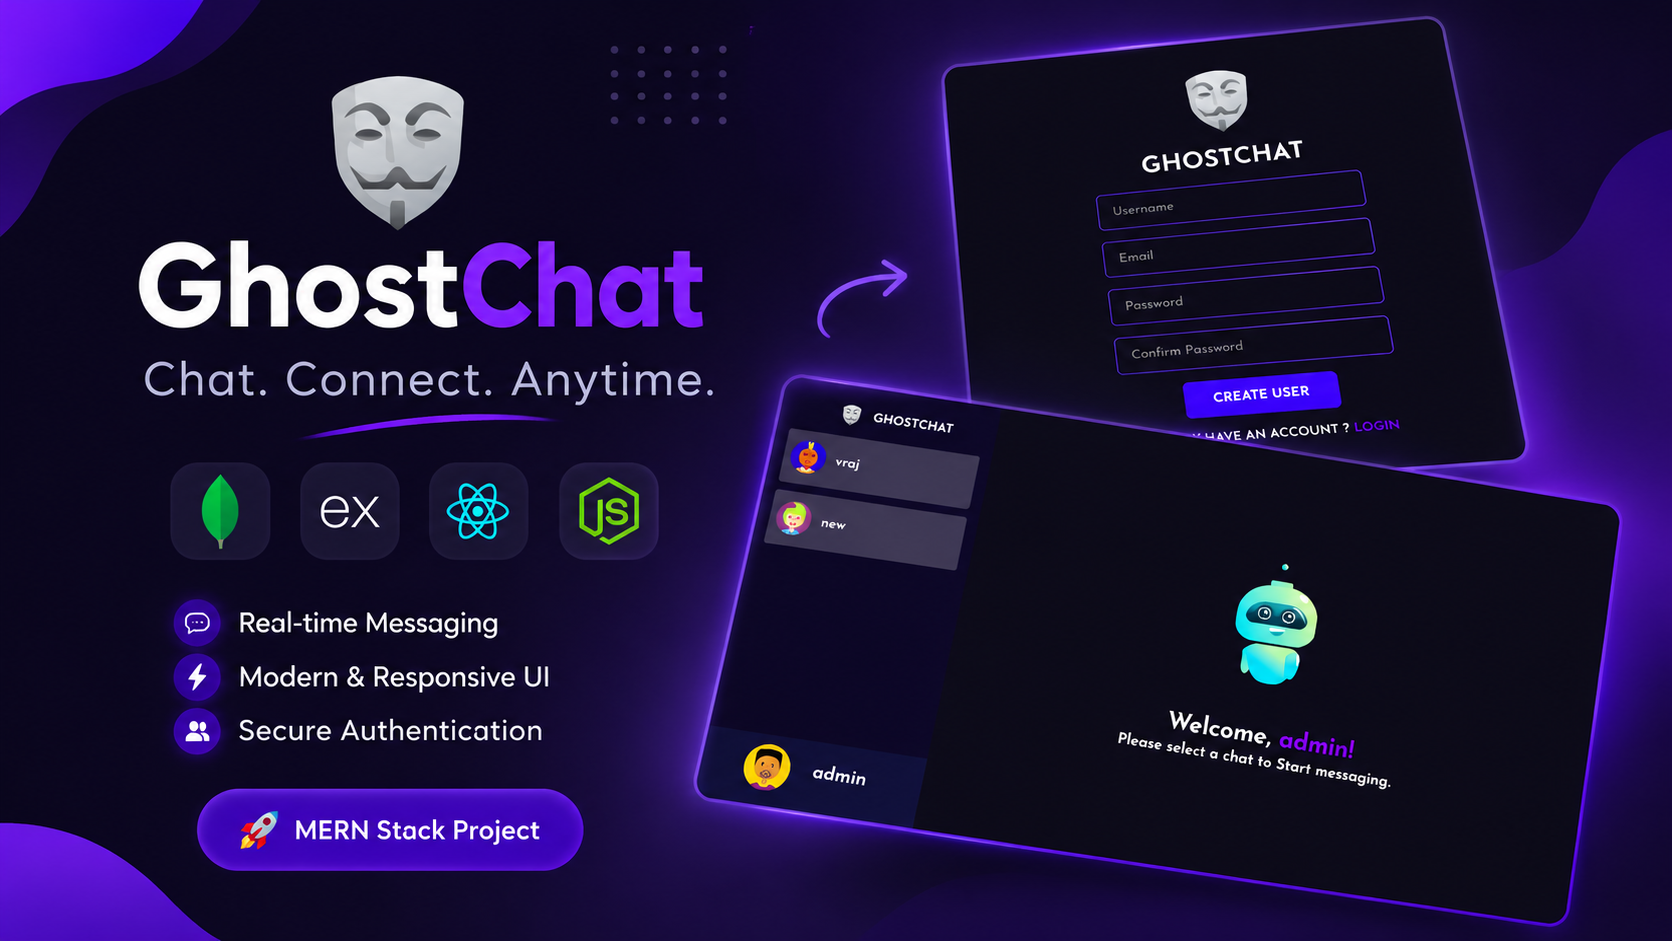 GhostChat
Chat. Connect. Anytime.
ex
JS
Real-time Messaging
Modern & Responsive UI
Secure Authentication
MERN Stack Project
GHOSTCHAT
Username
Email
Password
Confirm Password
CREATE USER
HAVE AN ACCOUNT ? LOGIN
GHOSTCHAT
vraj
new
admin
Welcome, admin!
Please select a chat to Start messaging.